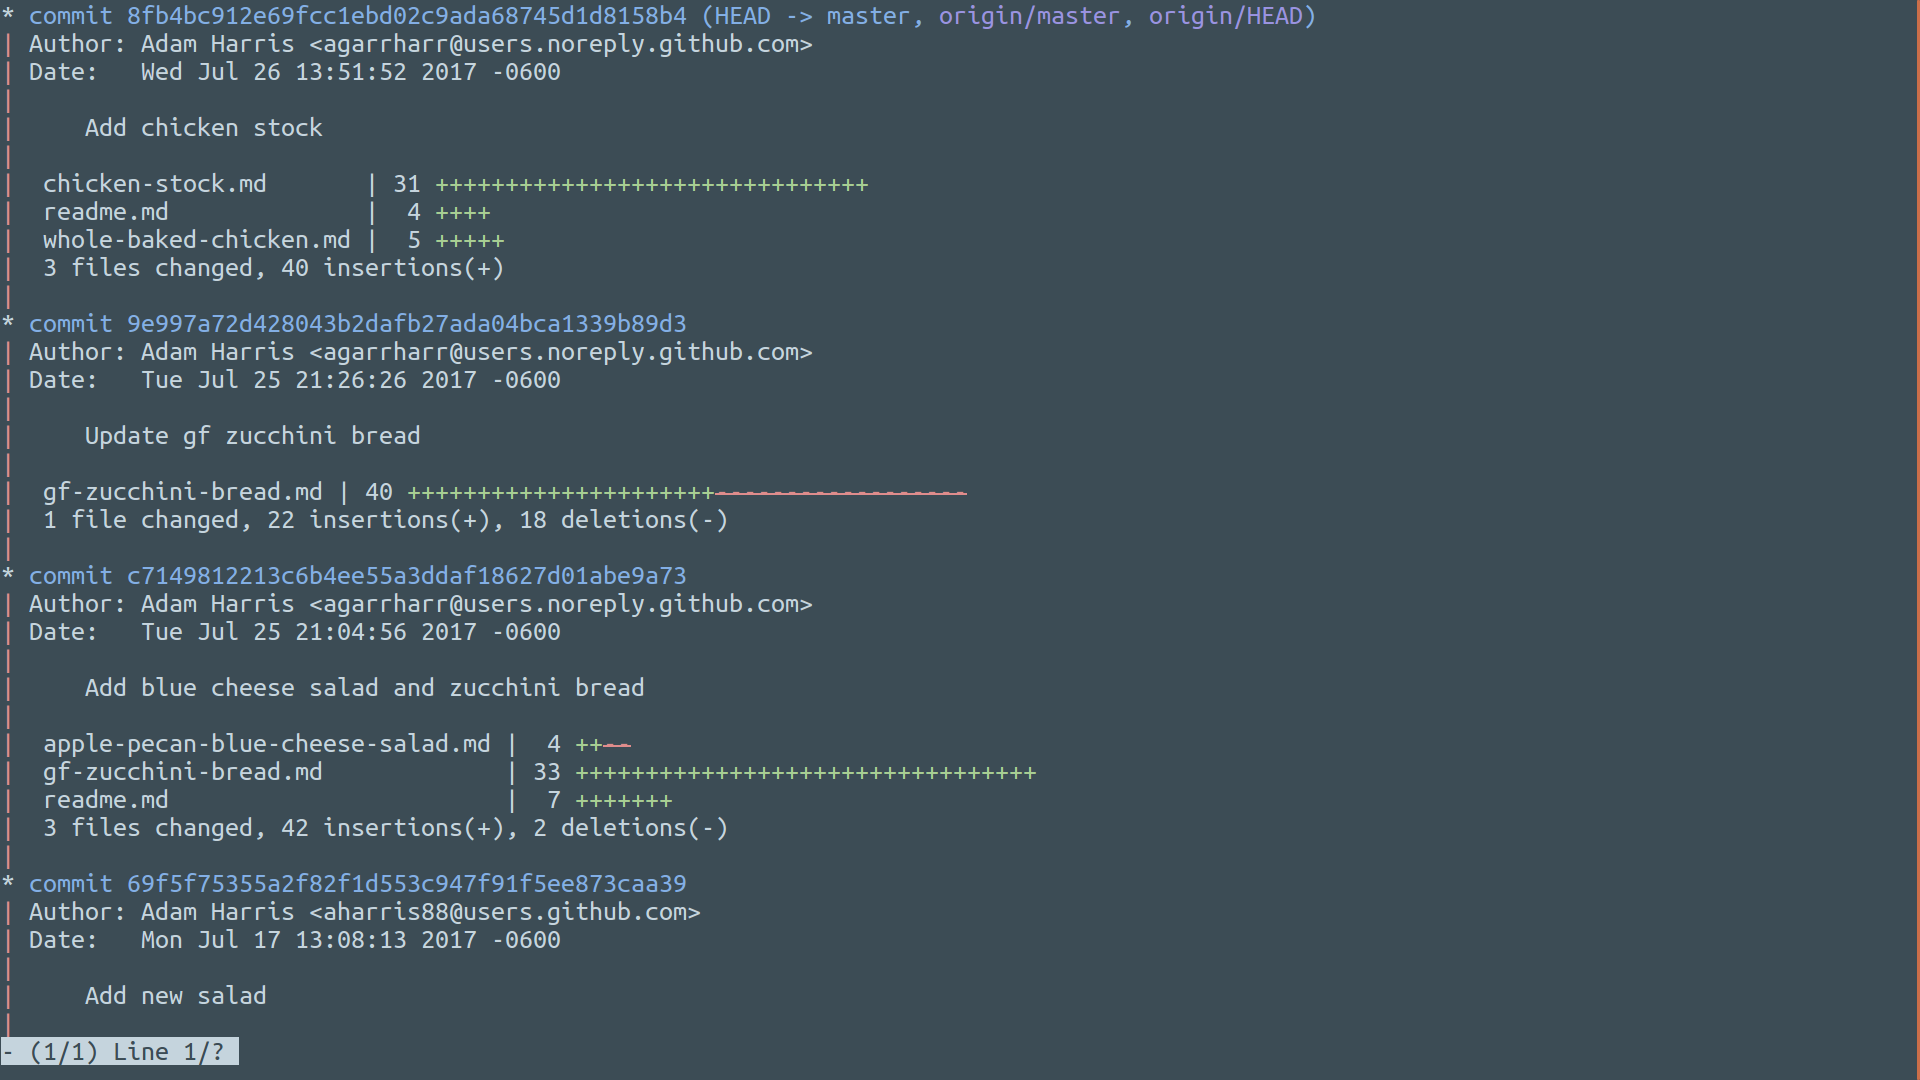 * commit 8fb4bc912e69fcc1ebd02c9ada68745d1d8158b4 (HEAD -> master, origin/master, origin/HEAD)
| Author: Adam Harris <agarrharr@users.noreply.github.com>
| Date:   Wed Jul 26 13:51:52 2017 -0600
|
|     Add chicken stock
|
|  chicken-stock.md       | 31 +++++++++++++++++++++++++++++++
|  readme.md              |  4 ++++
|  whole-baked-chicken.md |  5 +++++
|  3 files changed, 40 insertions(+)
|
* commit 9e997a72d428043b2dafb27ada04bca1339b89d3
| Author: Adam Harris <agarrharr@users.noreply.github.com>
| Date:   Tue Jul 25 21:26:26 2017 -0600
|
|     Update gf zucchini bread
|
|  gf-zucchini-bread.md | 40 ++++++++++++++++++++++------------------
|  1 file changed, 22 insertions(+), 18 deletions(-)
|
* commit c7149812213c6b4ee55a3ddaf18627d01abe9a73
| Author: Adam Harris <agarrharr@users.noreply.github.com>
| Date:   Tue Jul 25 21:04:56 2017 -0600
|
|     Add blue cheese salad and zucchini bread
|
|  apple-pecan-blue-cheese-salad.md |  4 ++--
|  gf-zucchini-bread.md             | 33 +++++++++++++++++++++++++++++++++
|  readme.md                        |  7 +++++++
|  3 files changed, 42 insertions(+), 2 deletions(-)
|
* commit 69f5f75355a2f82f1d553c947f91f5ee873caa39
| Author: Adam Harris <aharris88@users.github.com>
| Date:   Mon Jul 17 13:08:13 2017 -0600
|
|     Add new salad
|
- (1/1) Line 1/?